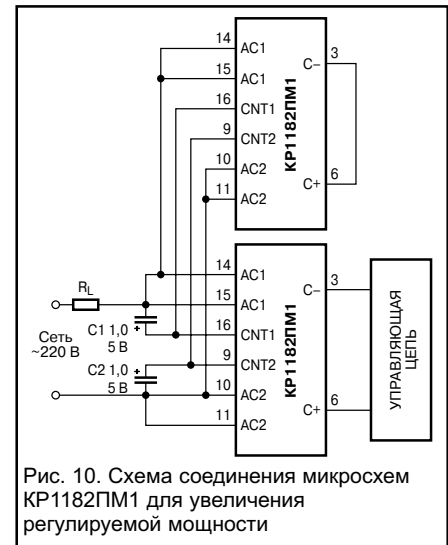 14 AC1 C– 3
15 AC1
16 CNT1
9 CNT2
10 AC2 C+ 6
11 AC2
КР1182ПМ1
14 AC1 C– 3
15 AC1
16 CNT1
9 CNT2
10 AC2 C+ 6
11 AC2
КР1182ПМ1
УПРАВЛЯЮЩАЯ
ЦЕПЬ
RL
Сеть
~220 В
C1 1,0
+
5 В
C2 1,0
+
5 В
Рис. 10. Схема соединения микросхем
КР1182ПМ1 для увеличения
регулируемой мощности